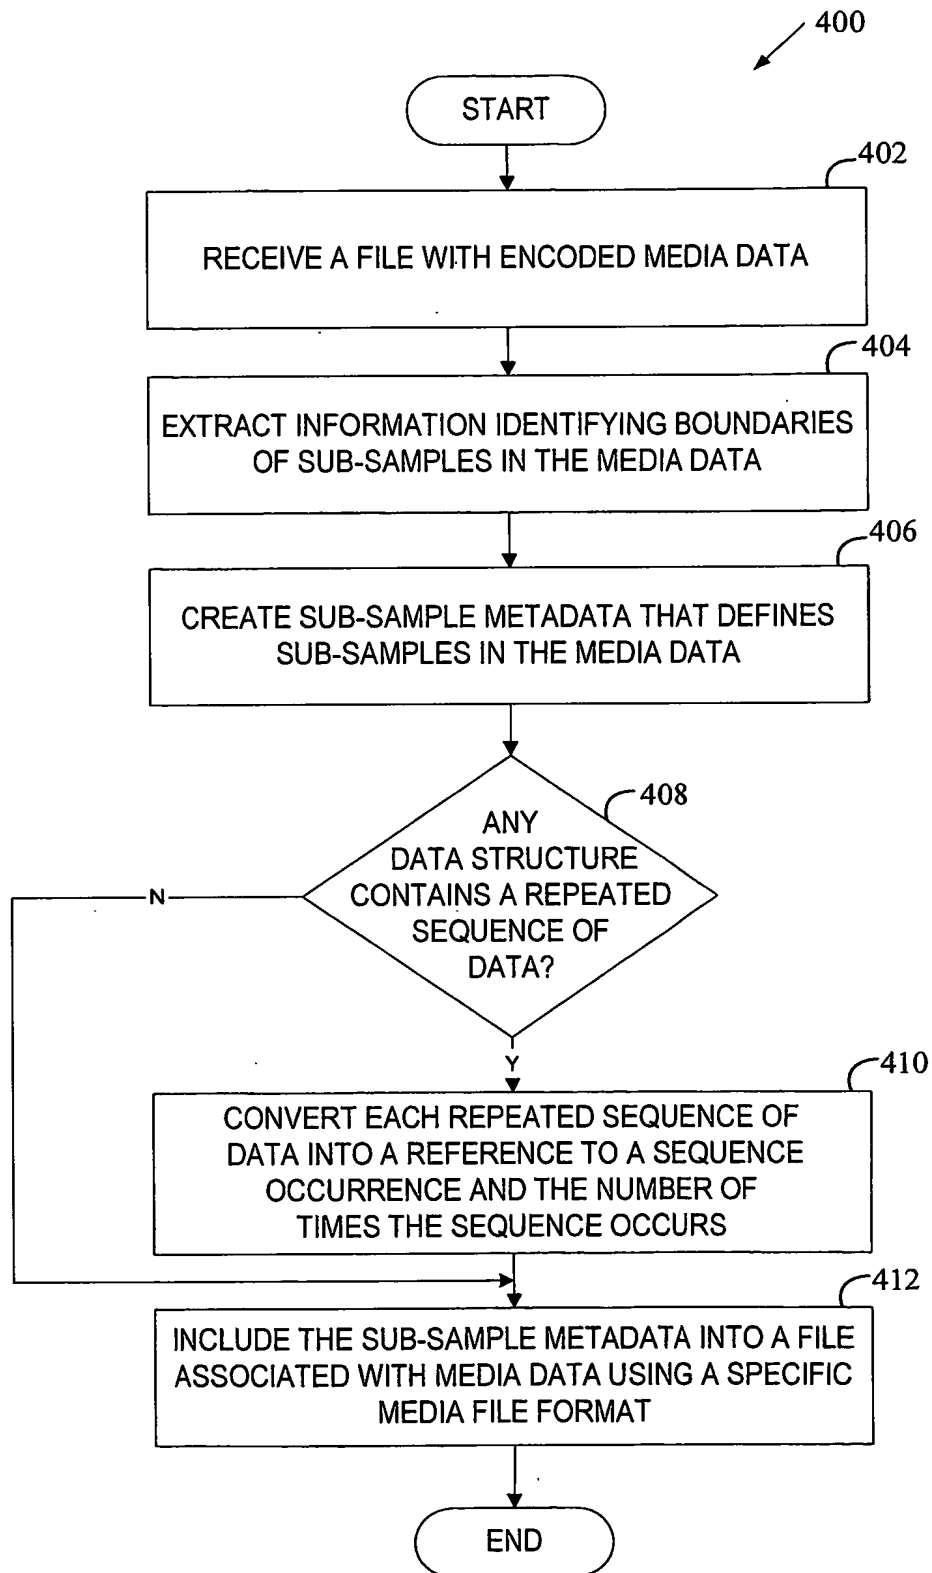 400
START
402
RECEIVE A FILE WITH ENCODED MEDIA DATA
404
EXTRACT INFORMATION IDENTIFYING BOUNDARIES
OF SUB-SAMPLES IN THE MEDIA DATA
406
CREATE SUB-SAMPLE METADATA THAT DEFINES
SUB-SAMPLES IN THE MEDIA DATA
408
ANY
DATA STRUCTURE
CONTAINS A REPEATED
SEQUENCE OF
DATA?
N
Y
410
CONVERT EACH REPEATED SEQUENCE OF
DATA INTO A REFERENCE TO A SEQUENCE
OCCURRENCE AND THE NUMBER OF
TIMES THE SEQUENCE OCCURS
412
INCLUDE THE SUB-SAMPLE METADATA INTO A FILE
ASSOCIATED WITH MEDIA DATA USING A SPECIFIC
MEDIA FILE FORMAT
END